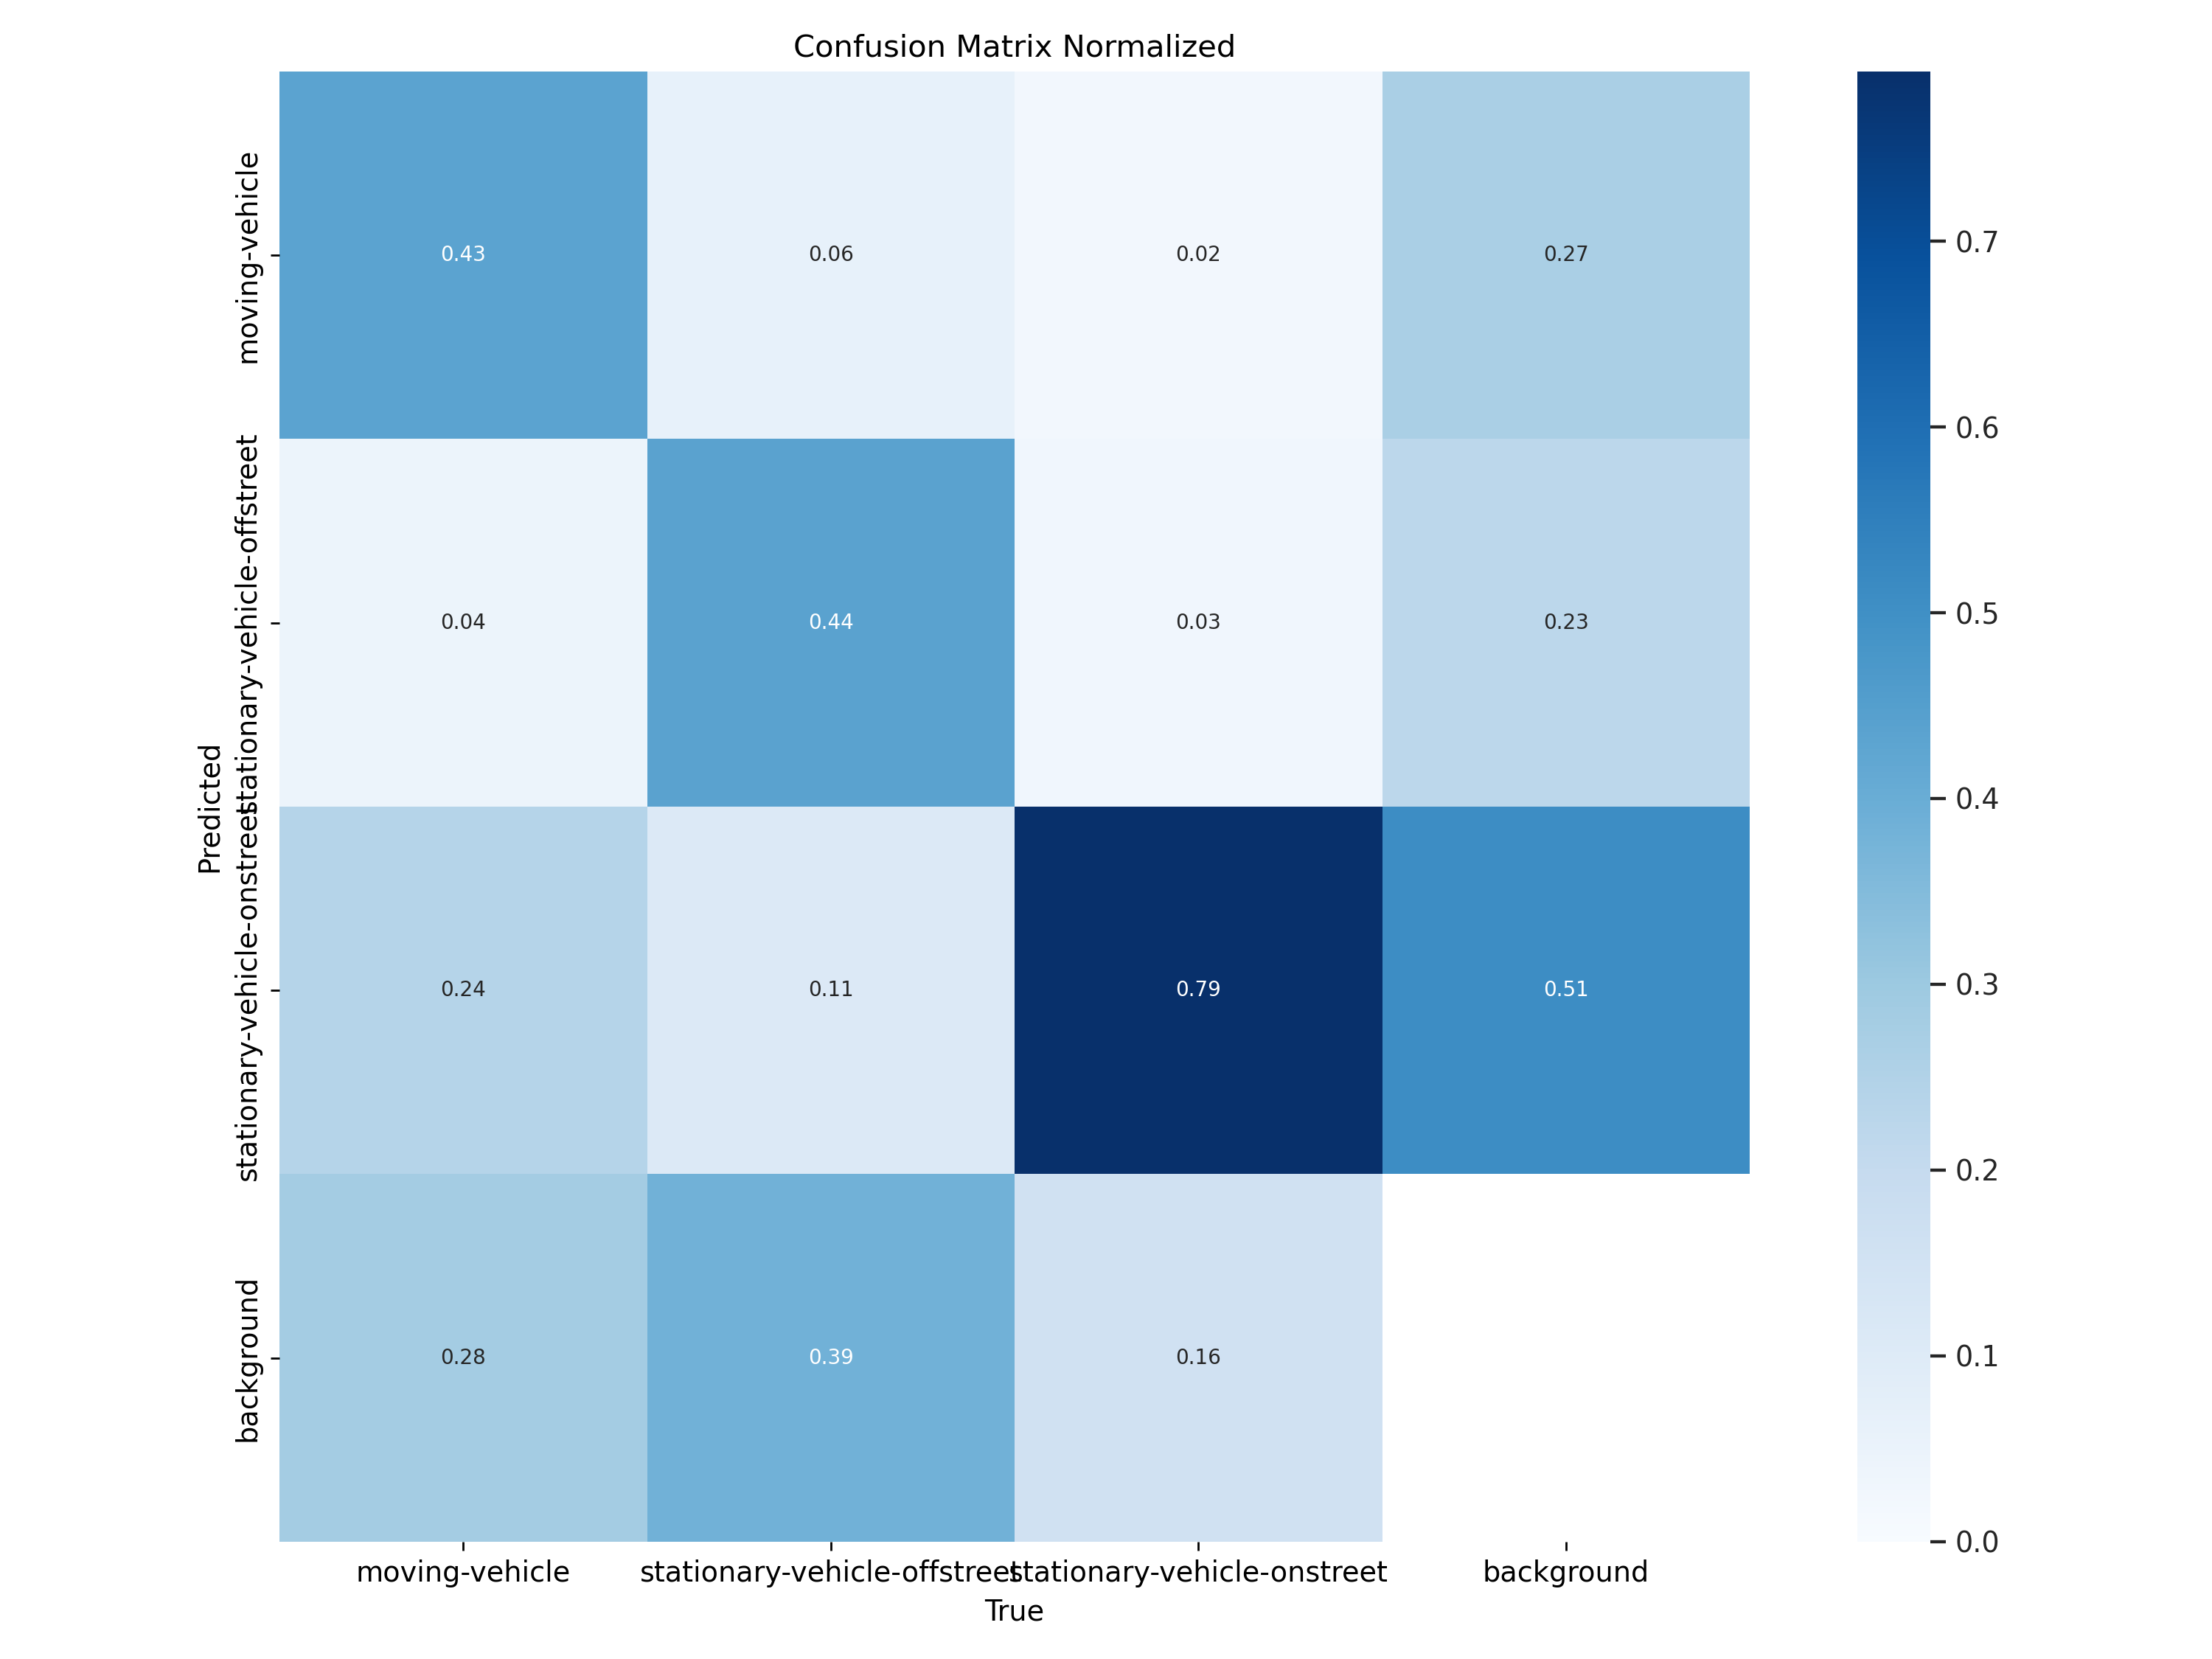 Confusion Matrix Normalized
moving-vehicle
0.43
0.06
0.02
0.27
0.7
0.6
stationary-vehicle-offstreet
0.04
0.44
0.03
0.23
0.5
0.4
Predicted
stationary-vehicle-onstreet
0.24
0.11
0.79
0.51
0.3
0.2
background
0.28
0.39
0.16
0.1
0.0
moving-vehicle
stationary-vehicle-offstreet
stationary-vehicle-onstreet
background
True